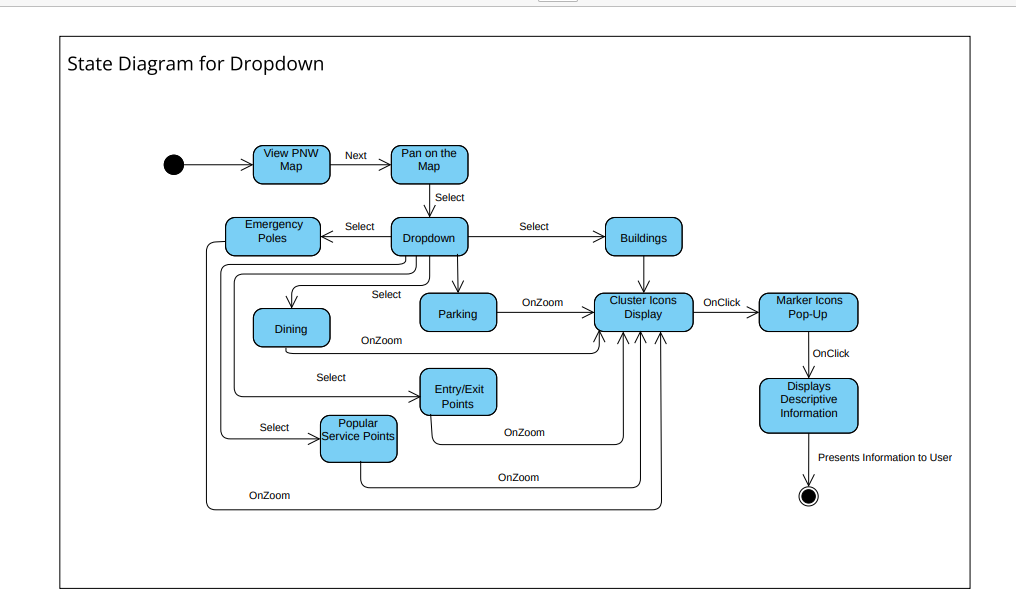 State Diagram for Dropdown
View PNW
Map
Next
Pan on the
Map
Select
Emergency
Poles
Select
Dropdown
Select
Buildings
Select
Dining
Parking
OnZoom
Cluster Icons
Display
OnClick
Marker Icons
Pop-Up
OnZoom
OnClick
Select
Entry/Exit
Points
Displays
Descriptive
Information
Select
Popular
Service Points
OnZoom
Presents Information to User
OnZoom
OnZoom